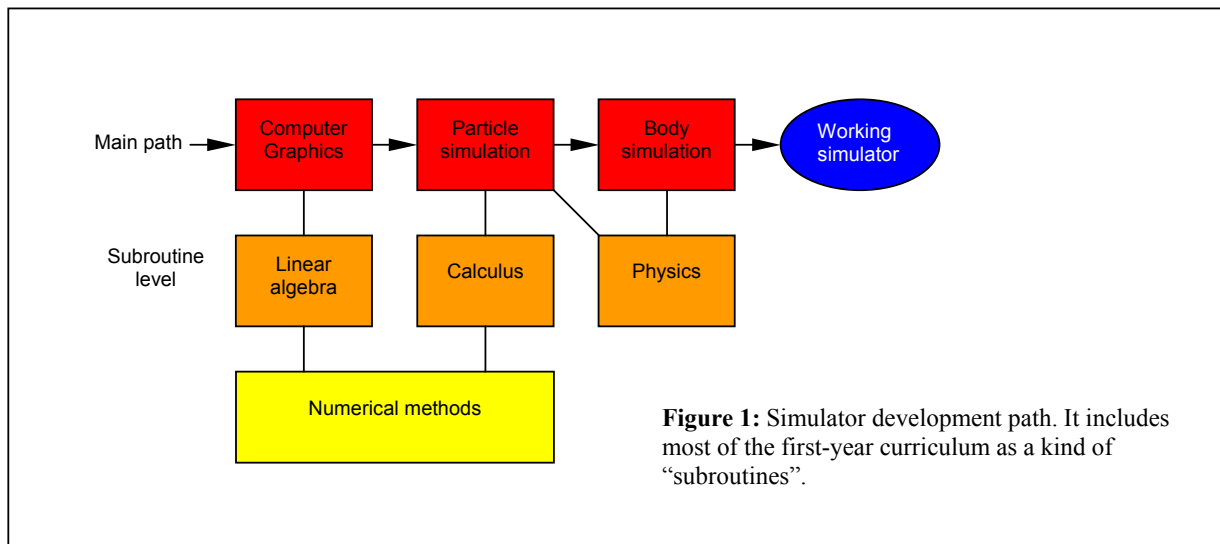 Main path
Computer
Graphics
Particle
simulation
Body
simulation
Working
simulator
Subroutine
level
Linear
algebra
Calculus
Physics
Numerical methods
Figure 1: Simulator development path. It includes
most of the first-year curriculum as a kind of
“subroutines”.